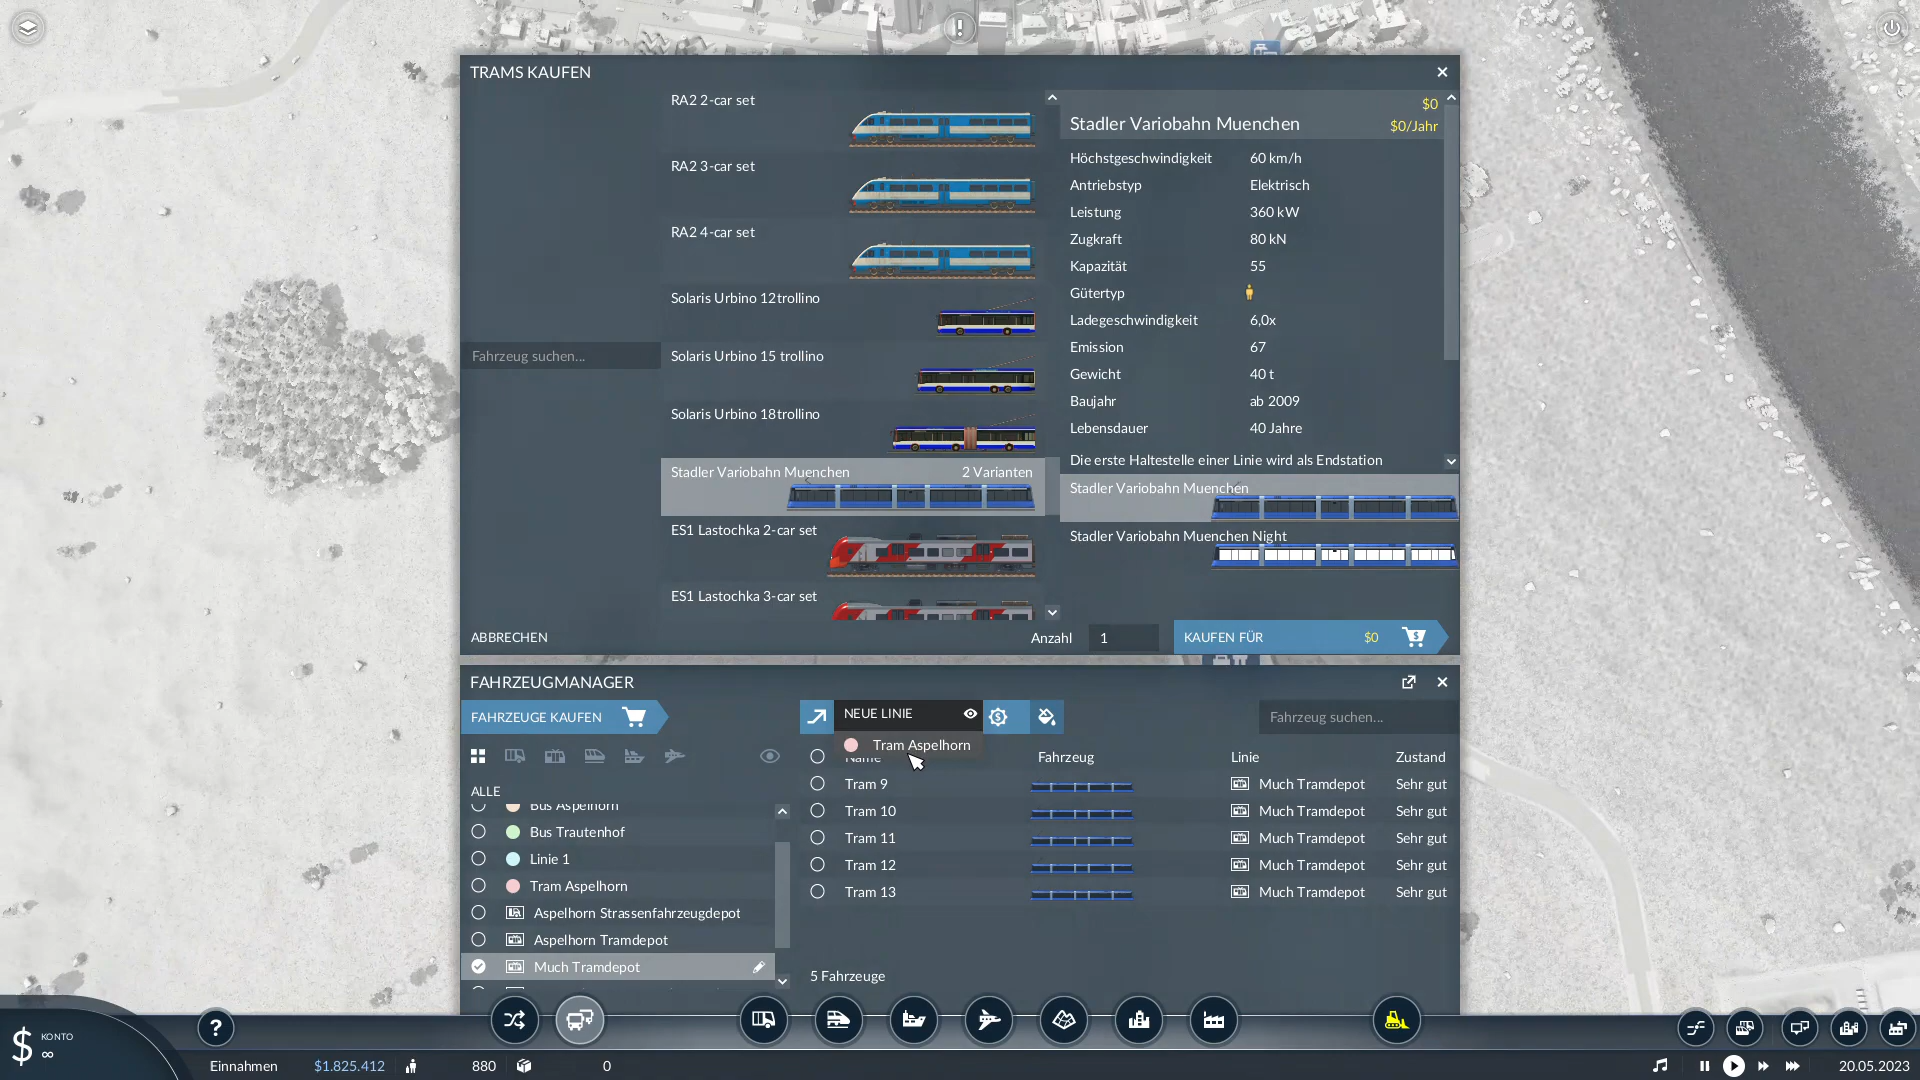 TRAMS KAUFEN
RA2 2-car set
RA2 3-car set
RA2 4-car set
Solaris Urbino 12 trollino
Solaris Urbino 15 trollino
Solaris Urbino 18 trollino
Stadler Variobahn Muenchen 2 Varianten
ES1 Lastochka 2-car set
ES1 Lastochka 3-car set
Fahrzeug suchen...
$0
Stadler Variobahn Muenchen $0/Jahr
Höchstgeschwindigkeit 60 km/h
Antriebstyp Elektrisch
Leistung 360 kW
Zugkraft 80 kN
Kapazität 55
Gütertyp
Ladegeschwindigkeit 6,0x
Emission 67
Gewicht 40 t
Baujahr ab 2009
Lebensdauer 40 Jahre
Die erste Haltestelle einer Linie wird als Endstation
Stadler Variobahn Muenchen
Stadler Variobahn Muenchen Night
ABBRECHEN Anzahl 1 KAUFEN FÜR $0
FAHRZEUGMANAGER
FAHRZEUGE KAUFEN
NEUE LINIE
Tram Aspelhorn
Fahrzeug suchen...
ALLE
Bus Aspelhorn
Bus Trautenhof
Linie 1
Tram Aspelhorn
Aspelhorn Strassenfahrzeugdepot
Aspelhorn Tramdepot
Much Tramdepot
Name Fahrzeug Linie Zustand
Tram 9 Much Tramdepot Sehr gut
Tram 10 Much Tramdepot Sehr gut
Tram 11 Much Tramdepot Sehr gut
Tram 12 Much Tramdepot Sehr gut
Tram 13 Much Tramdepot Sehr gut
5 Fahrzeuge
$ KONTO
∞
?
Einnahmen $1.825.412 880 0 20.05.2023